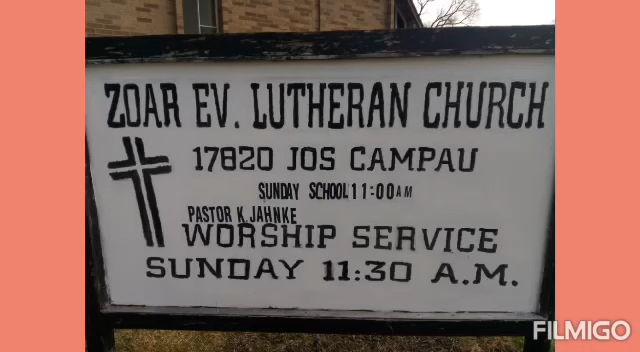 ZOAR EV. LUTHERAN CHURCH
17820 JOS CAMPAU
SUNDAY SCHOOL 11:00 AM
PASTOR K. JAHNKE
WORSHIP SERVICE
SUNDAY 11:30 A.M.
FILMIGO